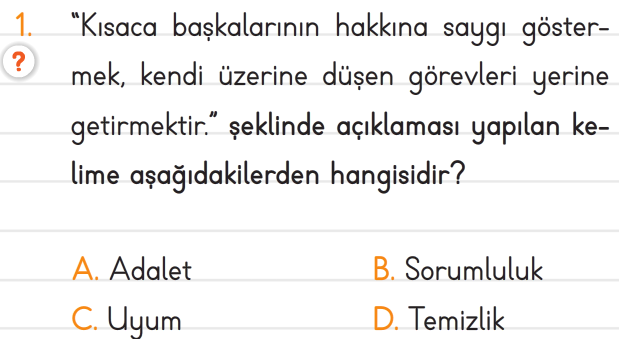 1. "Kısaca başkalarının hakkına saygı göster-
? mek, kendi üzerine düşen görevleri yerine
getirmektir." şeklinde açıklaması yapılan ke-
lime aşağıdakilerden hangisidir?
A. Adalet B. Sorumluluk
C. Uyum D. Temizlik